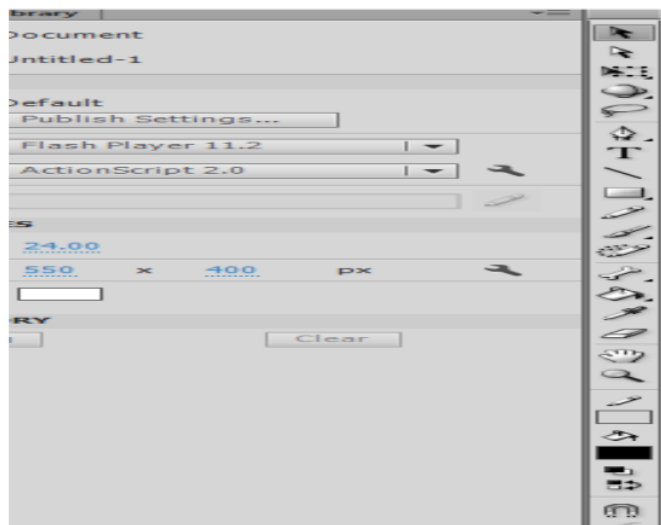 brary
Document
Untitled-1
Default
Publish Settings...
Flash Player 11.2
ActionScript 2.0
ES
24.00
550 x 400 px
RY
Clear
T